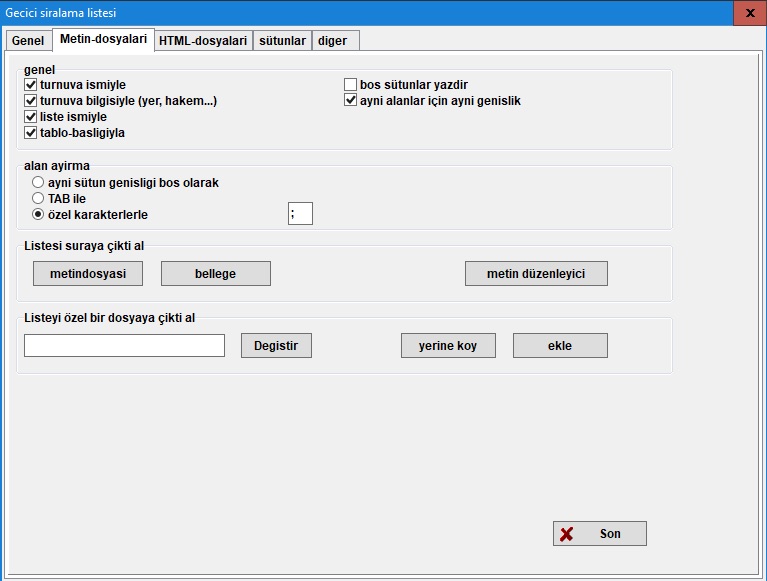 Gecici siralama listesi
x
Genel Metin-dosyalari HTML-dosyalari sütunlar diger
genel
turnuva ismiyle
turnuva bilgisiyle (yer, hakem...)
liste ismiyle
tablo-basligiyla
bos sütunlar yazdir
ayni alanlar için ayni genislik
alan ayirma
ayni sütun genisligi bos olarak
TAB ile
özel karakterlerle ;
Listesi suraya çikti al
metindosyasi bellege metin düzenleyici
Listeyi özel bir dosyaya çikti al
Degistir yerine koy ekle
Son